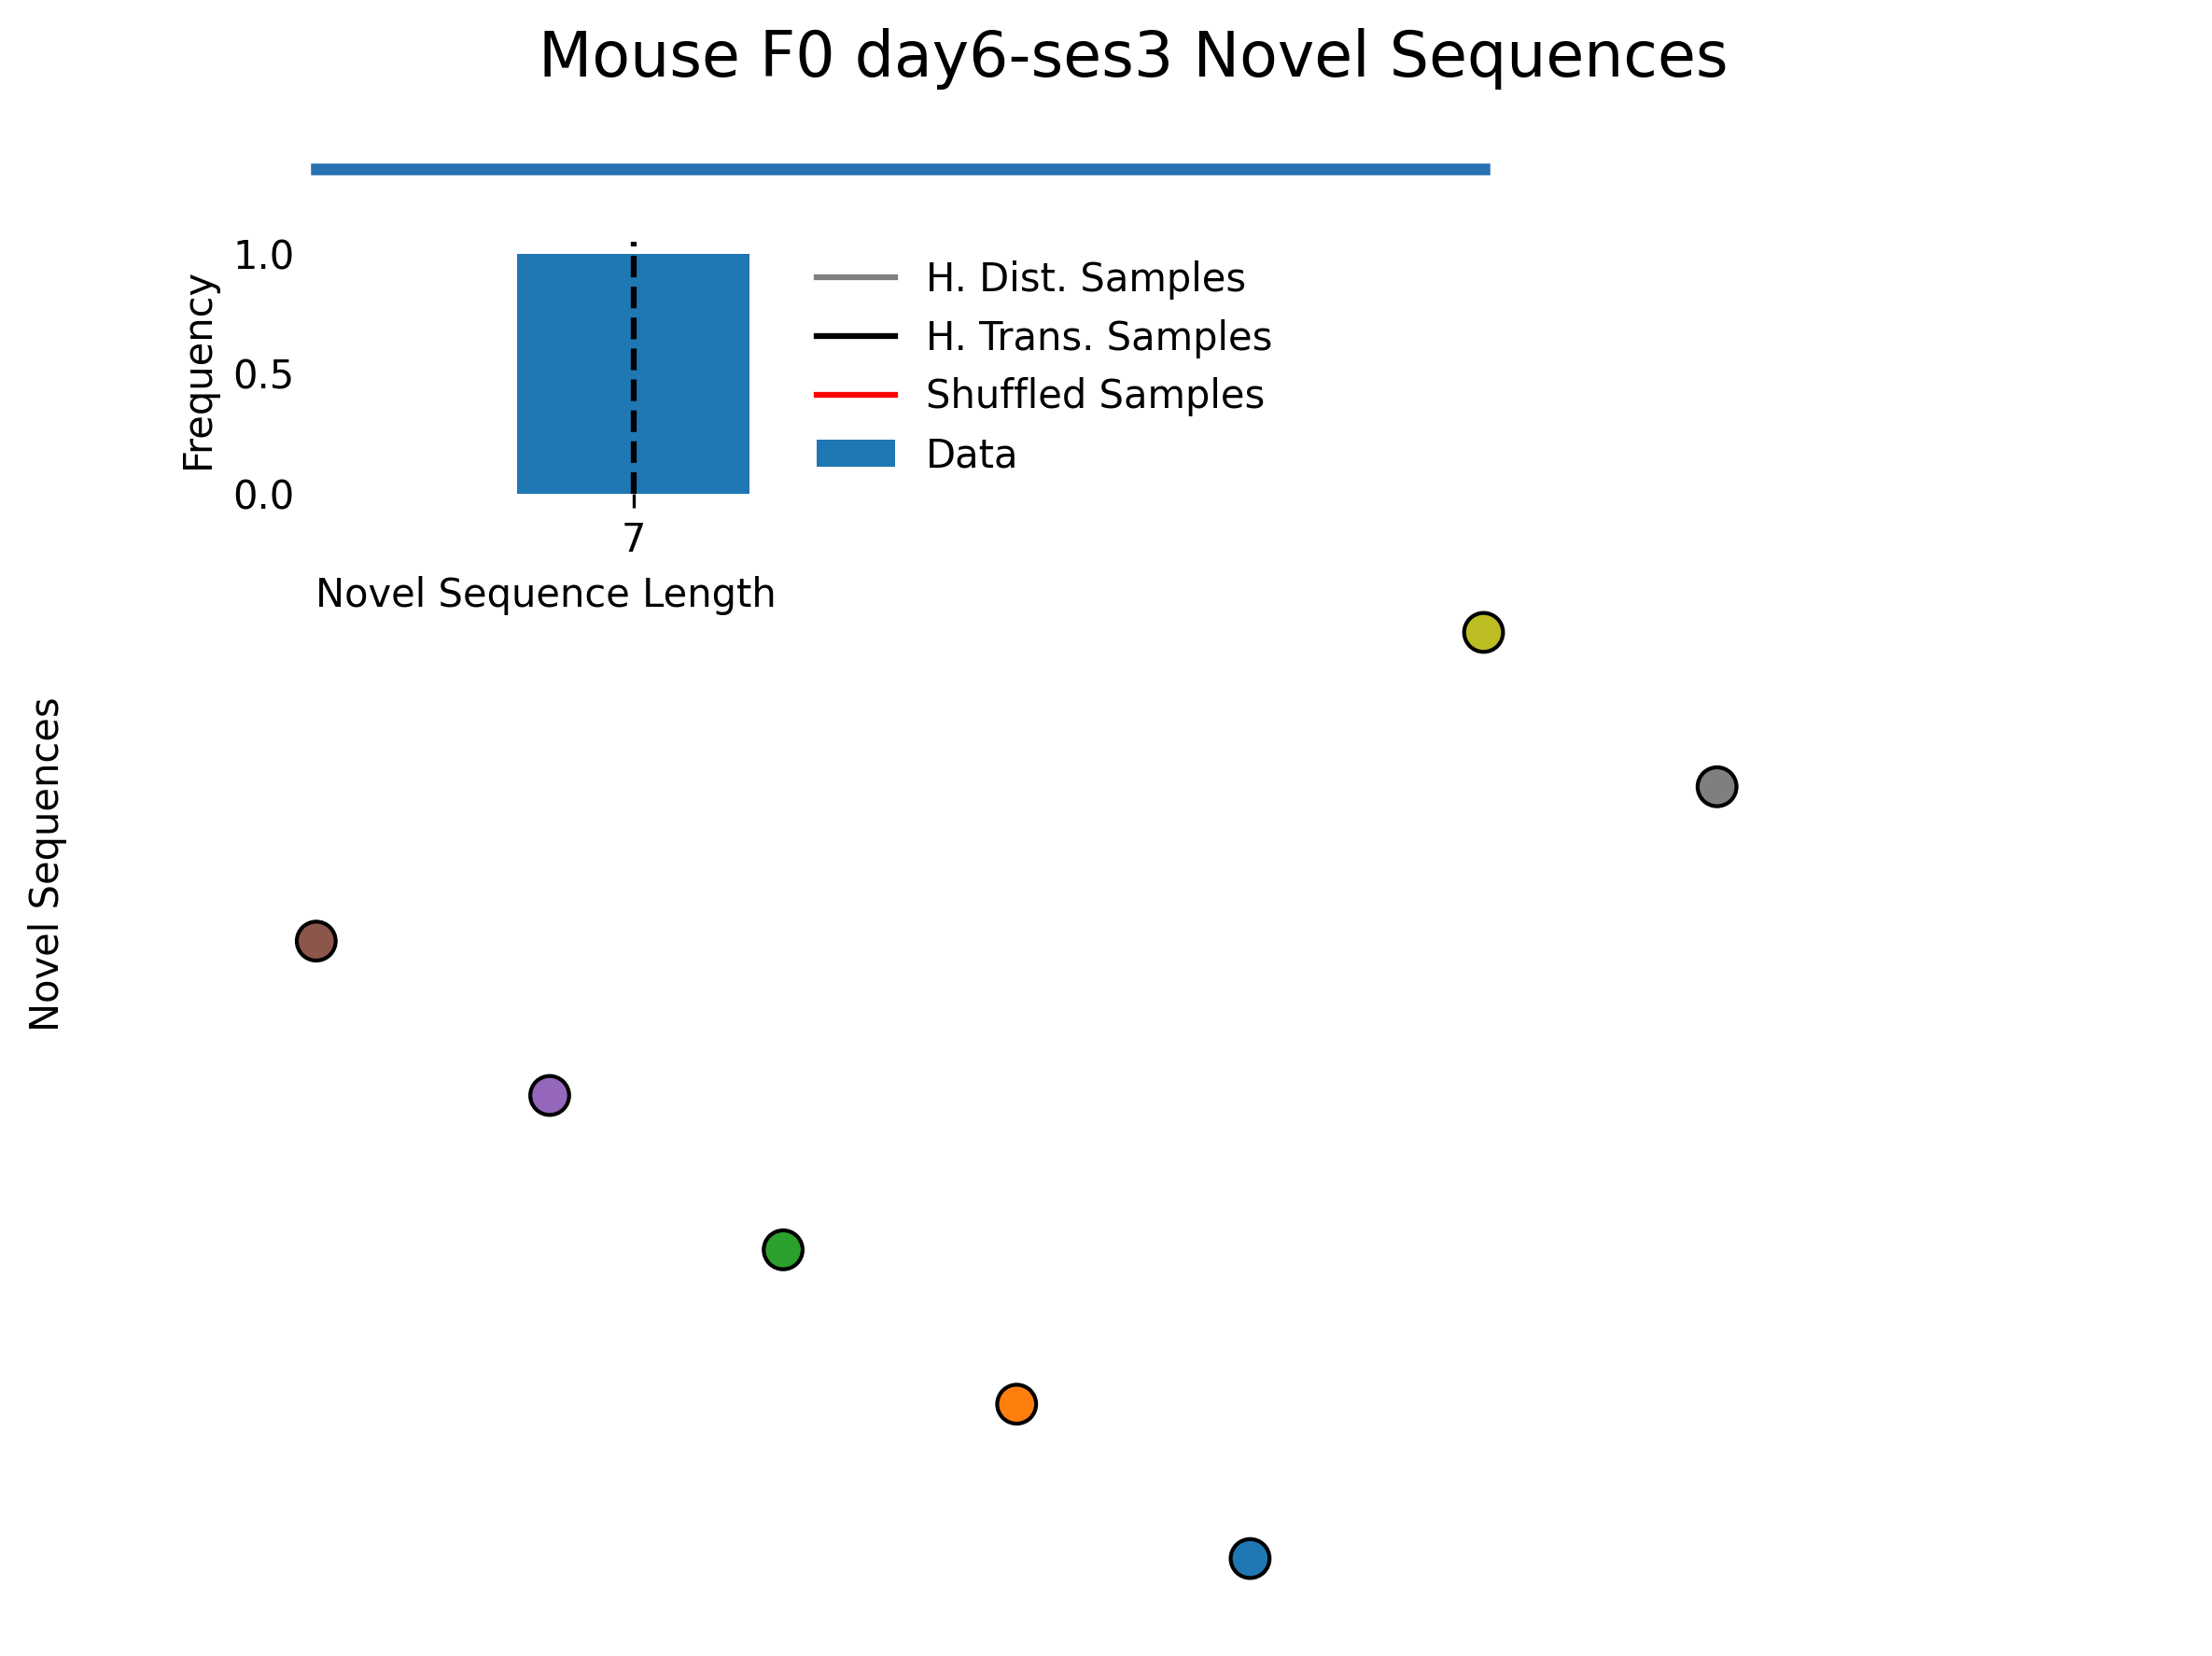 Mouse F0 day6-ses3 Novel Sequences
Frequency
1.0
0.5
0.0
7
Novel Sequence Length
H. Dist. Samples
H. Trans. Samples
Shuffled Samples
Data
Novel Sequences